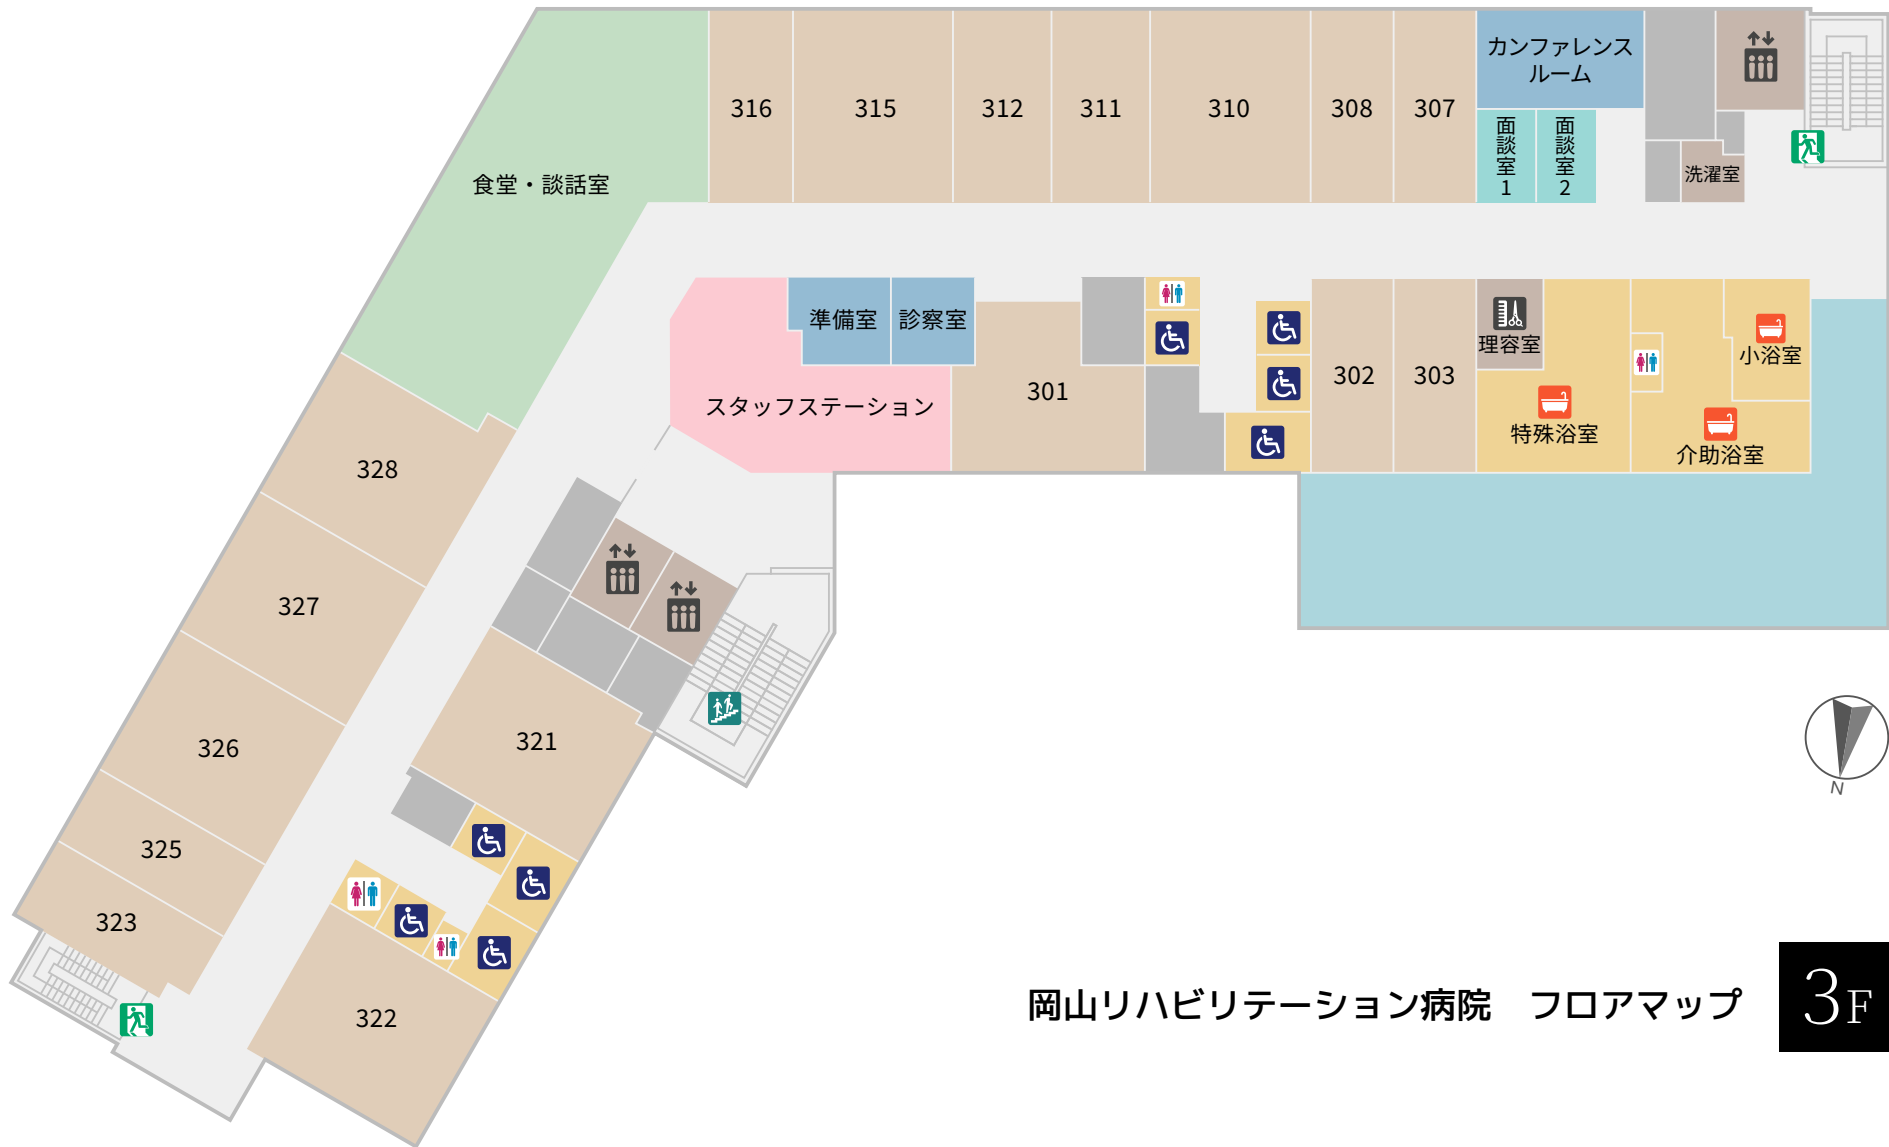 カンファレンス
ルーム
316
315
312
311
310
308
307
面談室1
面談室2
洗濯室
食堂・談話室
準備室
診察室
スタッフステーション
301
302
303
理容室
特殊浴室
小浴室
介助浴室
328
327
326
325
323
321
322
N
岡山リハビリテーション病院 フロアマップ
3F